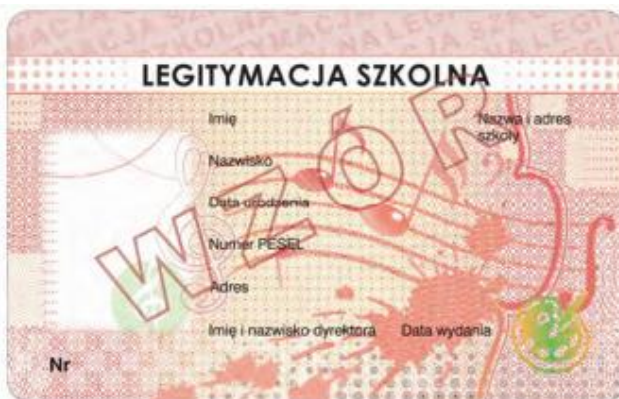 LEGITYMACJA SZKOLNA
Imię
Nazwa i adres
szkoły
Nazwisko
Data urodzenia
Numer PESEL
Adres
Imię i nazwisko dyrektora Data wydania
Nr
WZÓR